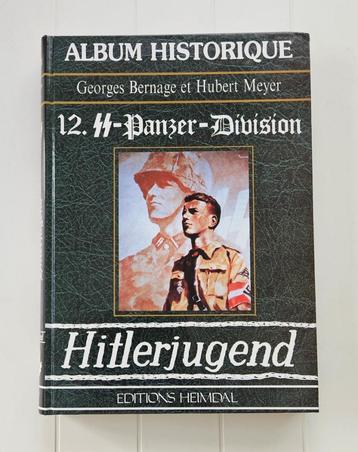 ALBUM HISTORIQUE
Georges Bernage et Hubert Meyer
12. SS-Panzer-Division
Hitlerjugend
EDITIONS HEIMDAL